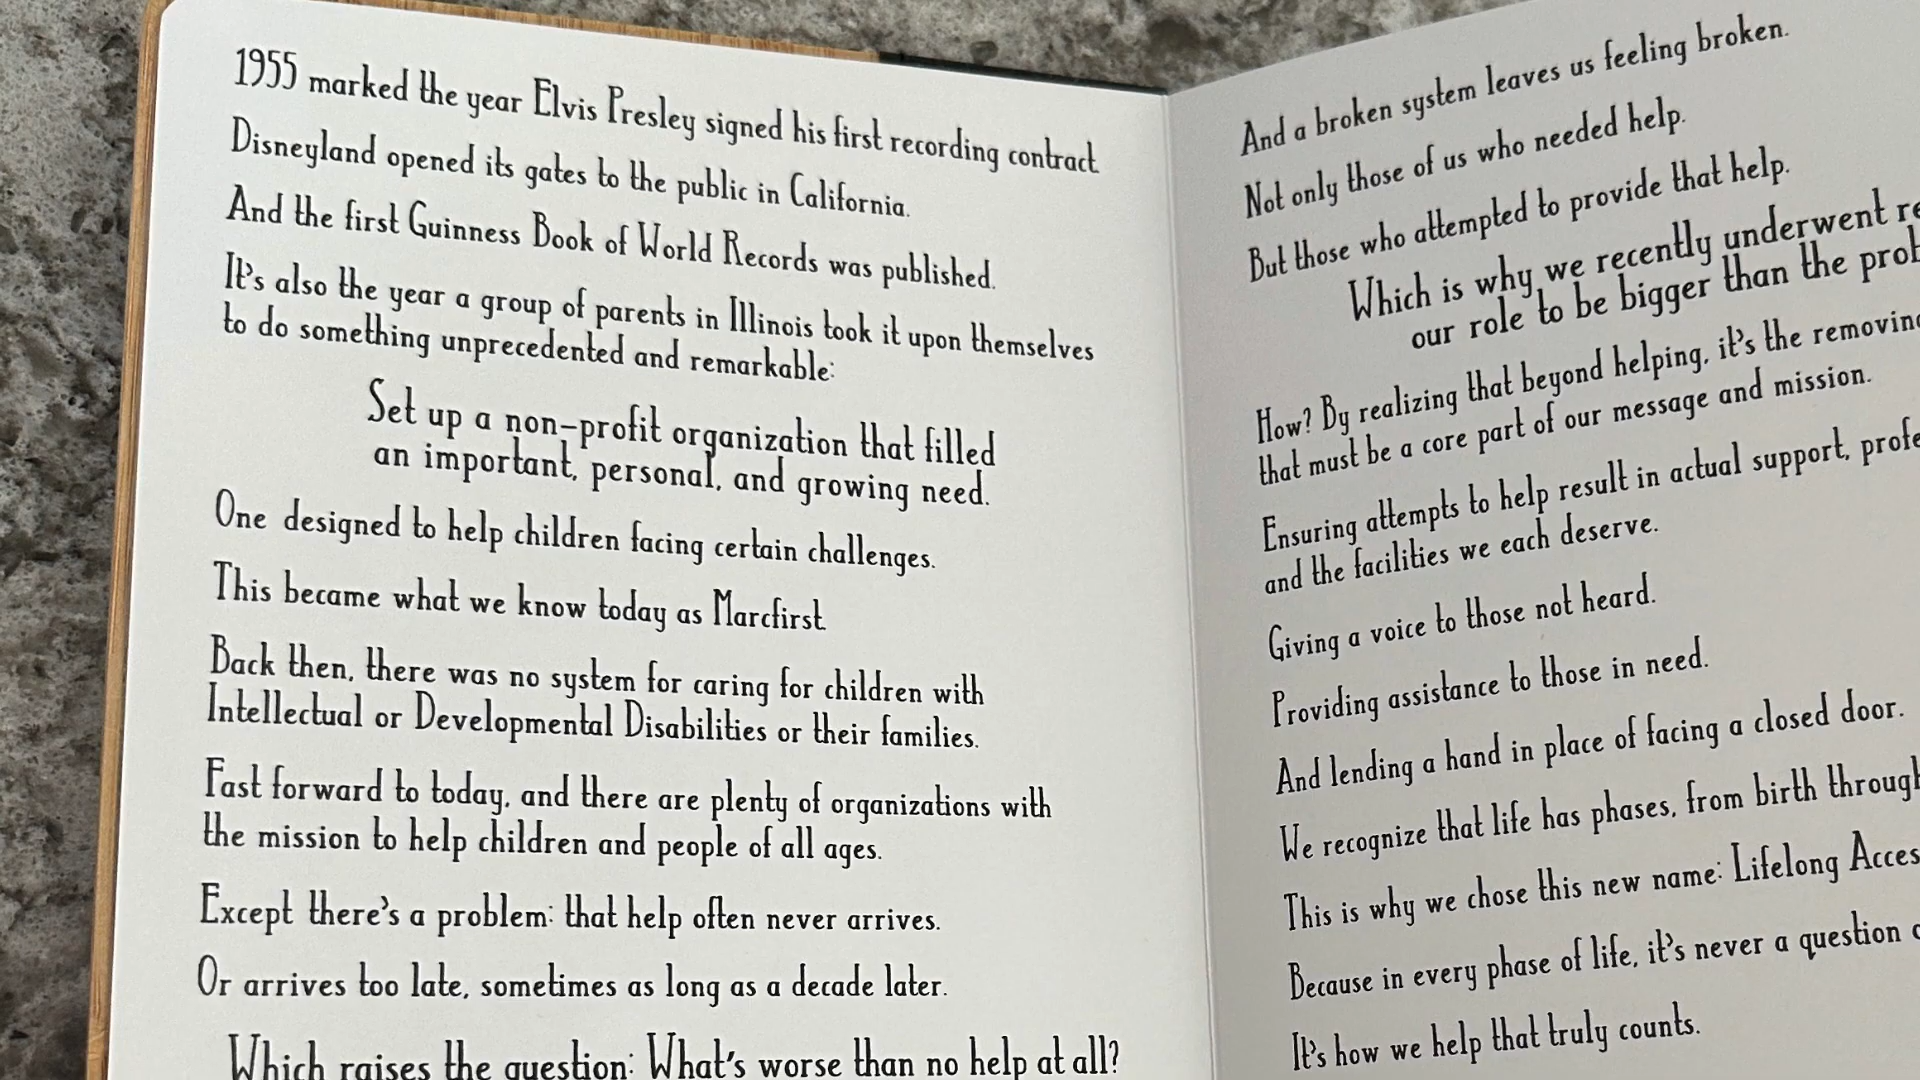 1955 marked the year Elvis Presley signed his first recording contract
Disneyland opened its gates to the public in California.
And the first Guinness Book of World Records was published.
It's also the year a group of parents in Illinois took it upon themselves
to do something unprecedented and remarkable:
Set up a non-profit organization that filled
an important, personal, and growing need.
One designed to help children facing certain challenges.
This became what we know today as Marcfirst.
Back then, there was no system for caring for children with
Intellectual or Developmental Disabilities or their families.
Fast forward to today, and there are plenty of organizations with
the mission to help children and people of all ages.
Except there's a problem: that help often never arrives.
Or arrives too late, sometimes as long as a decade later.
Which raises the question: What's worse than no help at all?
And a broken system leaves us feeling broken.
Not only those of us who needed help.
But those who attempted to provide that help.
Which is why we recently underwent
our role to be bigger than the
How? By realizing that beyond helping, it's the removing
that must be a core part of our message and mission.
Ensuring attempts to help result in actual support,
and the facilities we each deserve.
Giving a voice to those not heard.
Providing assistance to those in need.
And lending a hand in place of facing a closed door.
We recognize that life has phases, from birth through
This is why we chose this new name: Lifelong
Because in every phase of life, it's never a question
It's how we help that truly counts.